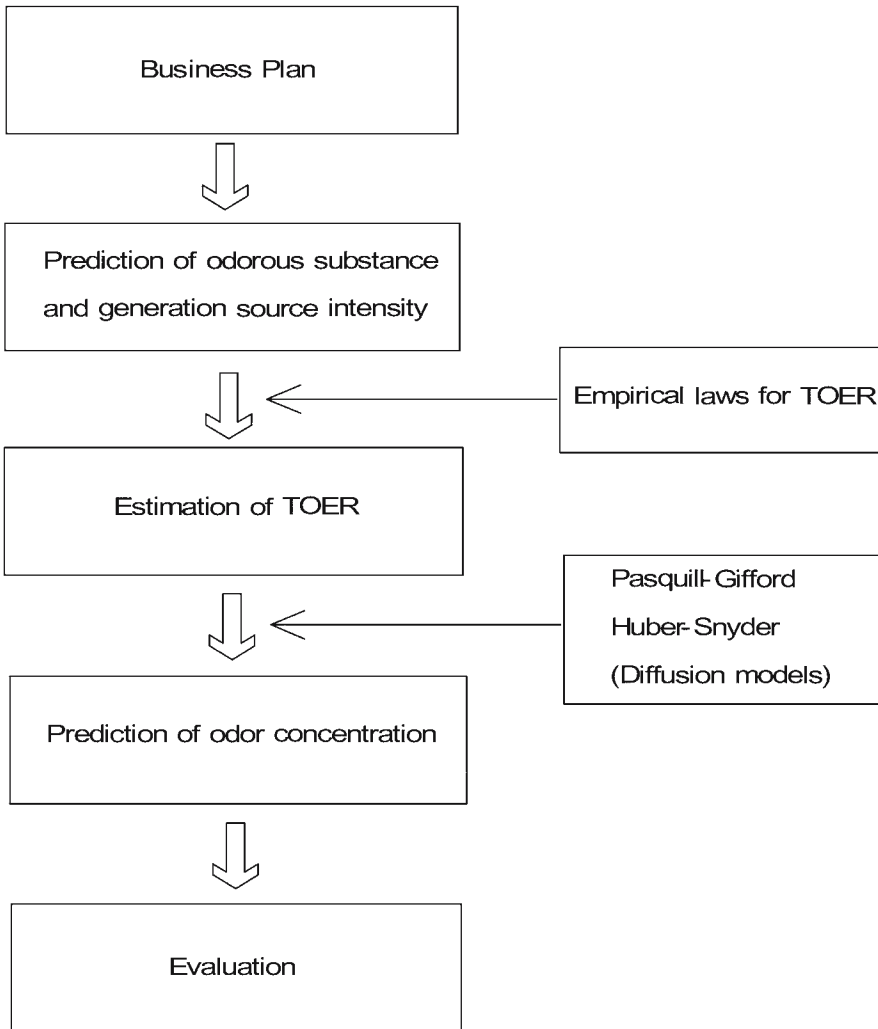 Business Plan
Prediction of odorous substance
and generation source intensity
Empirical laws for TOER
Estimation of TOER
Pasquill-Gifford
Huber-Snyder
(Diffusion models)
Prediction of odor concentration
Evaluation